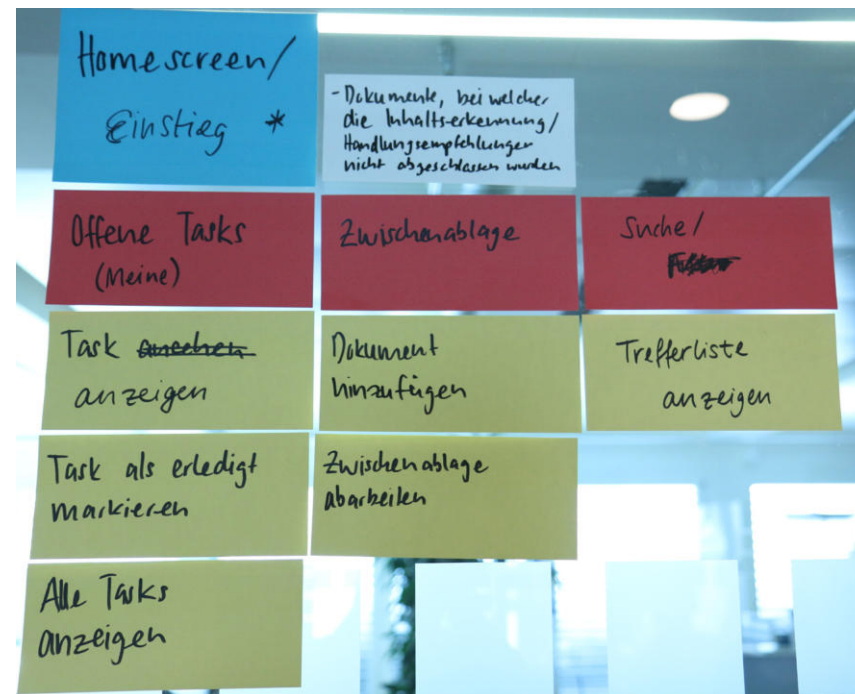 Homescreen/
Einstieg *
- Dokumente, bei welcher
die Inhaltserkennung/
Handlungsempfehlungen
nicht abgeschlossen wurden
Offene Tasks
(Meine)
Zwischenablage
Suche/
Task ansehen
anzeigen
Dokument
hinzufügen
Trefferliste
anzeigen
Task als erledigt
markieren
Zwischenablage
abarbeiten
Alle Tasks
anzeigen